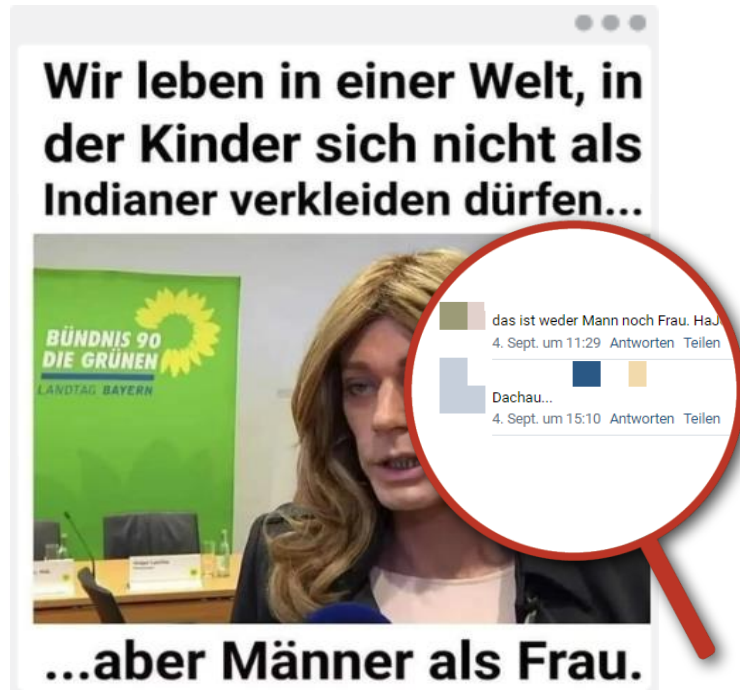 Wir leben in einer Welt, in
der Kinder sich nicht als
Indianer verkleiden dürfen...
BÜNDNIS 90
DIE GRÜNEN
LANDTAG BAYERN
das ist weder Mann noch Frau.
4. Sept. um 11:29 Antworten Teilen
Dachau...
4. Sept. um 15:10 Antworten Teilen
...aber Männer als Frau.